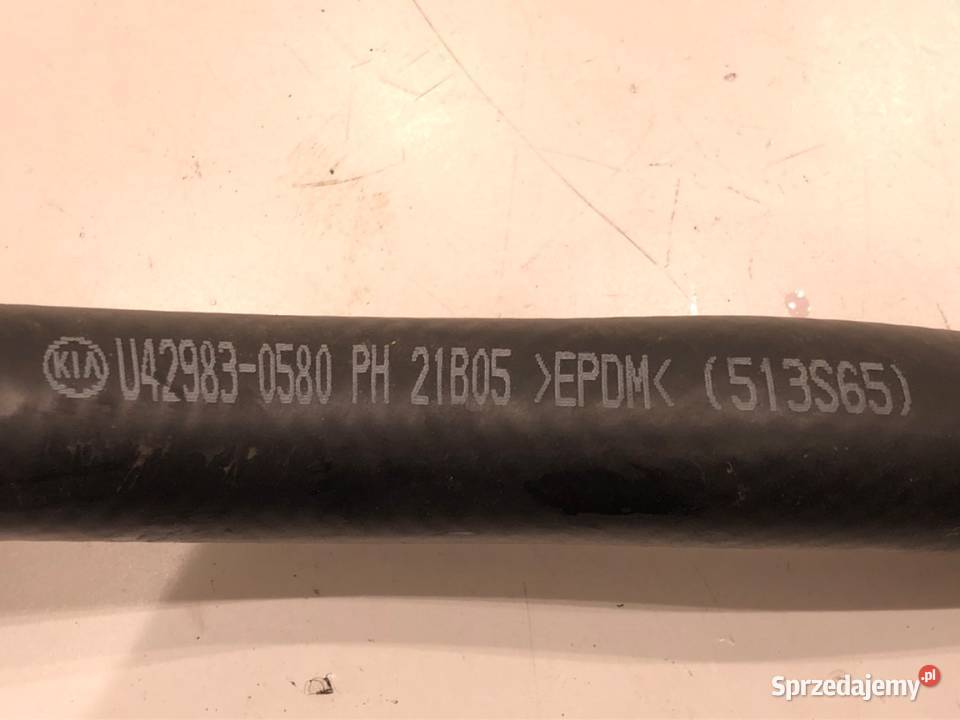 KIA U42983-0580 PH 21B05 >EPDM< (513S65)
Sprzedajemy.pl